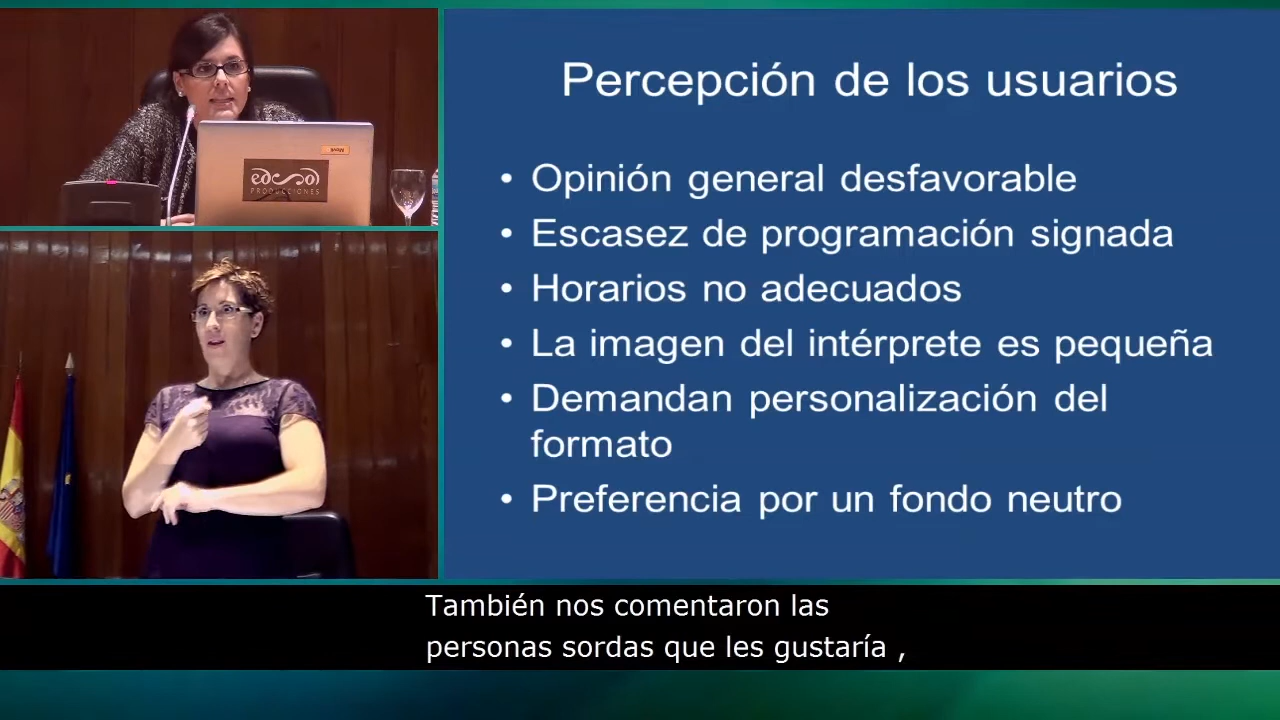 Percepción de los usuarios
• Opinión general desfavorable
• Escasez de programación signada
• Horarios no adecuados
• La imagen del intérprete es pequeña
• Demandan personalización del
formato
• Preferencia por un fondo neutro
PRODUCCIONES
También nos comentaron las
personas sordas que les gustaría ,